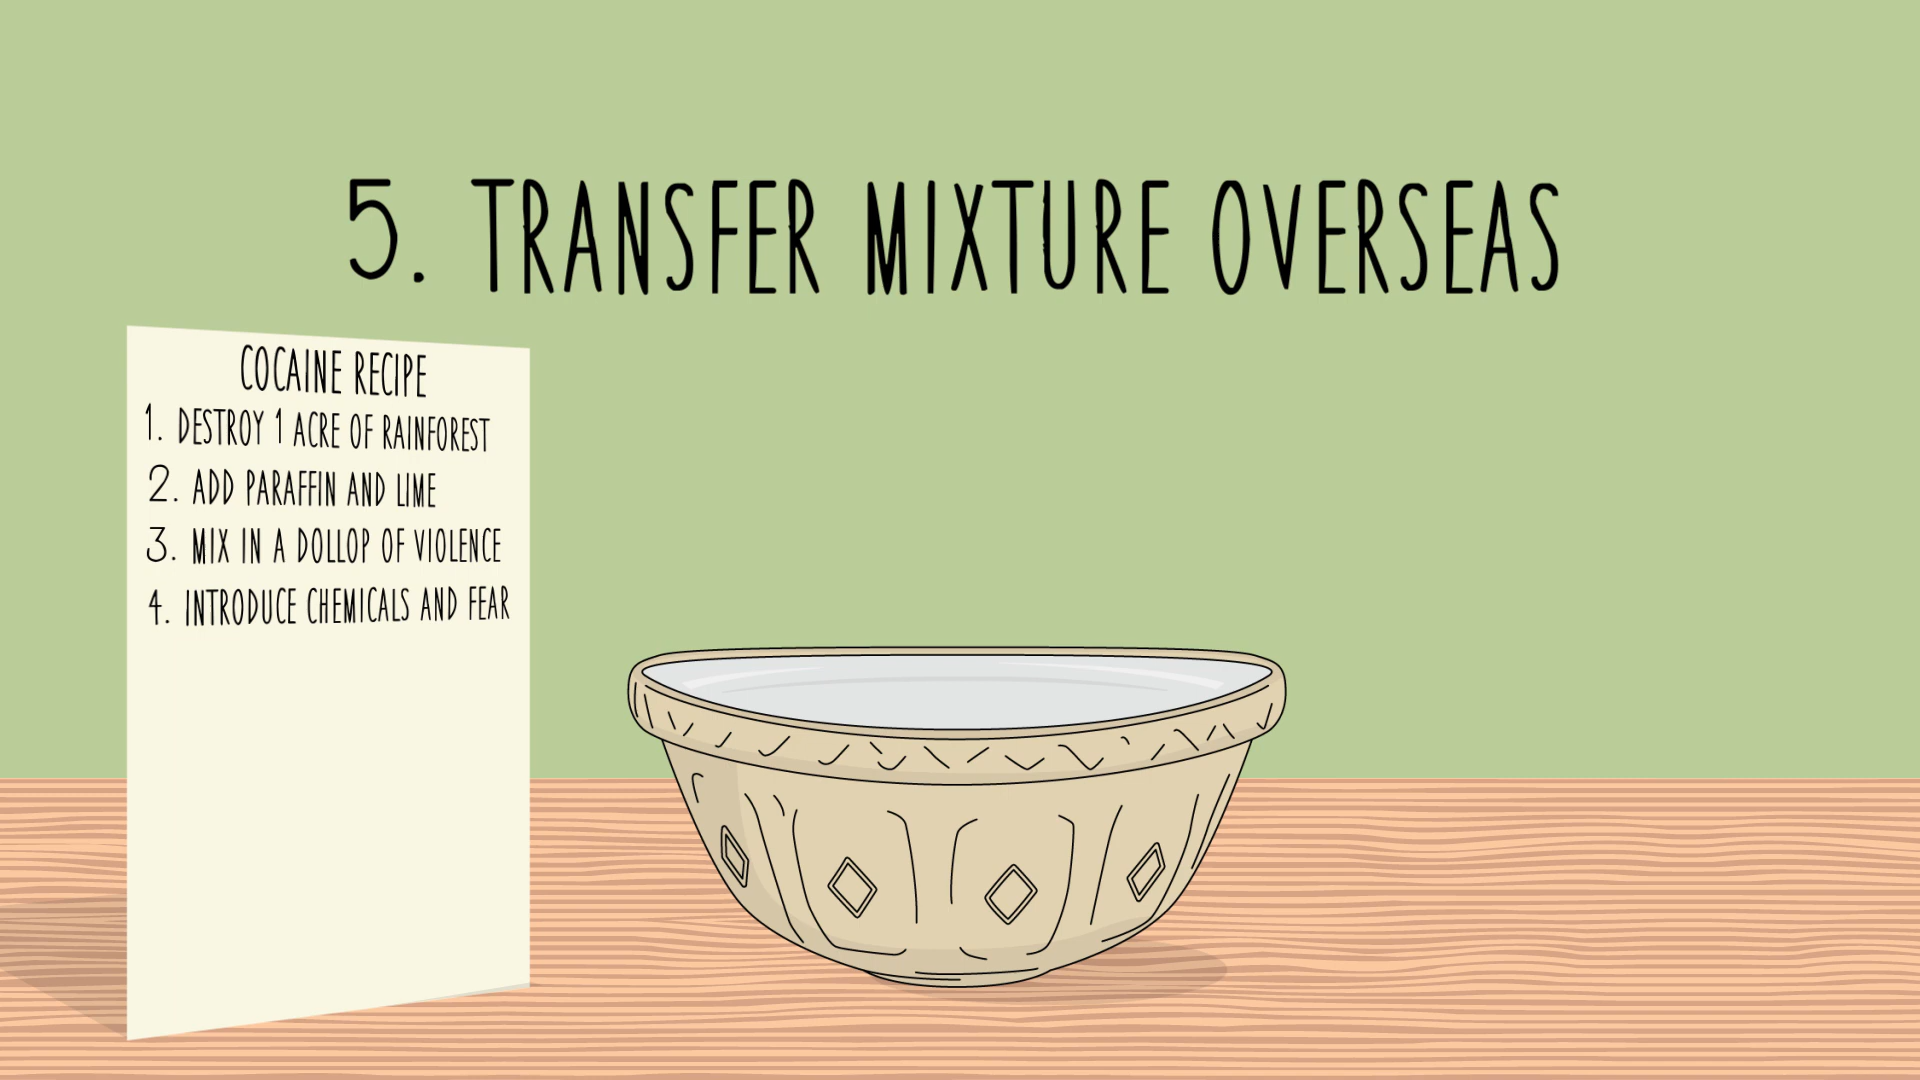 5. TRANSFER MIXTURE OVERSEAS
COCAINE RECIPE
1. DESTROY 1 ACRE OF RAINFOREST
2. ADD PARAFFIN AND LIME
3. MIX IN A DOLLOP OF VIOLENCE
4. INTRODUCE CHEMICALS AND FEAR